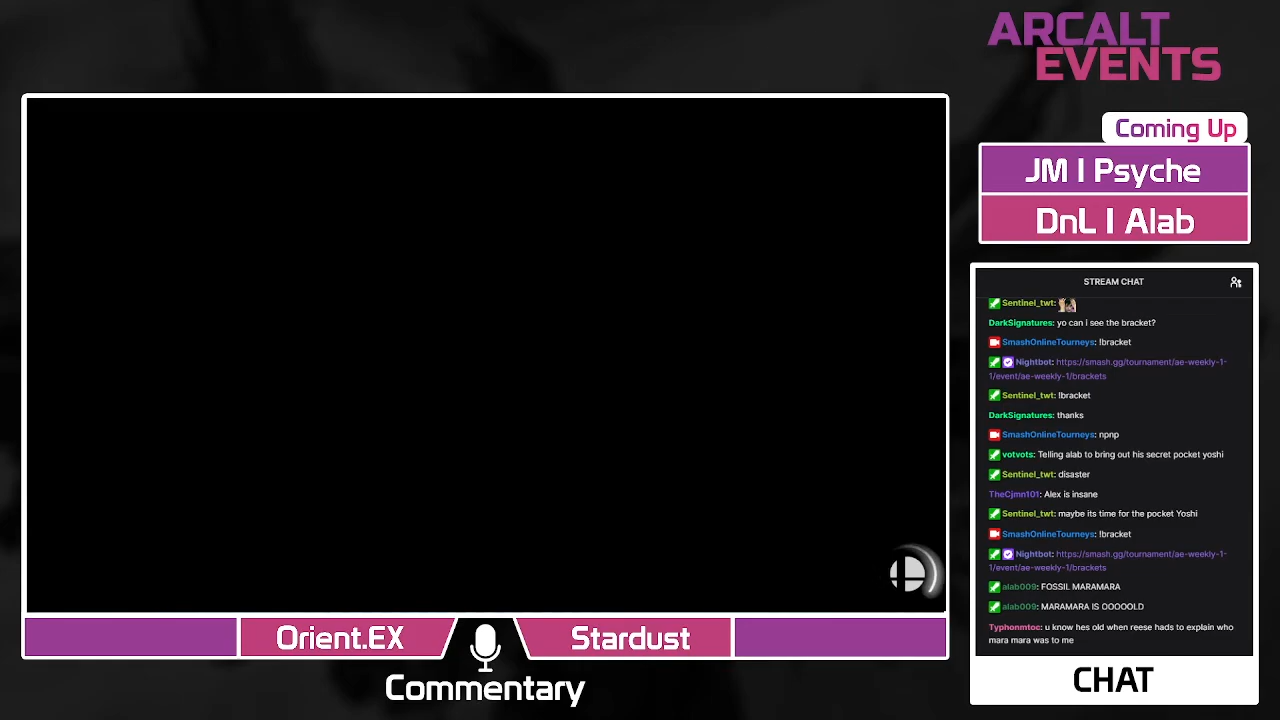 ARCALT
EVENTS
Coming Up
JM | Psyche
DnL | Alab
STREAM CHAT
Sentinel_twt:
DarkSignatures: yo can i see the bracket?
SmashOnlineTourneys: !bracket
Nightbot: https://smash.gg/tournament/ae-weekly-1-
1/event/ae-weekly-1/brackets
Sentinel_twt: !bracket
DarkSignatures: thanks
SmashOnlineTourneys: npnp
votvots: Telling alab to bring out his secret pocket yoshi
Sentinel_twt: disaster
TheCjmn101: Alex is insane
Sentinel_twt: maybe its time for the pocket Yoshi
SmashOnlineTourneys: !bracket
Nightbot: https://smash.gg/tournament/ae-weekly-1-
1/event/ae-weekly-1/brackets
alab009: FOSSIL MARAMARA
alab009: MARAMARA IS OOOOOLD
Typhonmtoc: u know hes old when reese hads to explain who
mara mara was to me
CHAT
Orient.EX
Stardust
Commentary